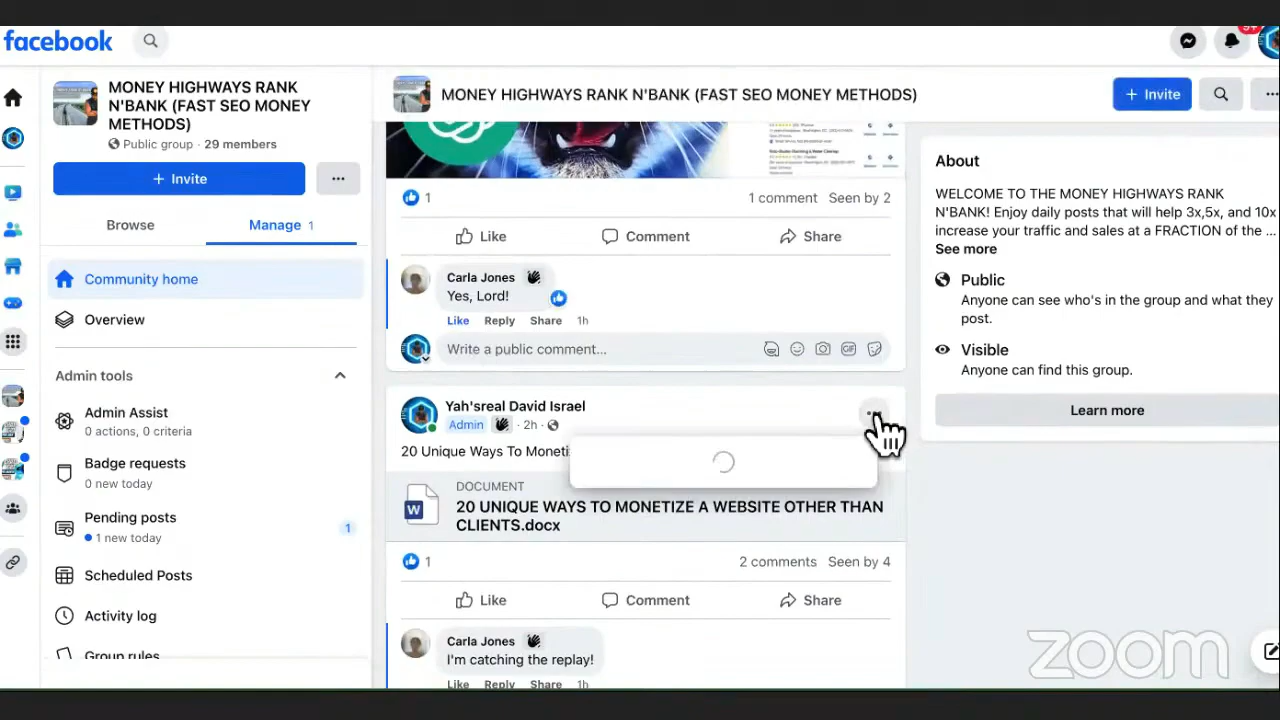 facebook
9+
MONEY HIGHWAYS RANK
N'BANK (FAST SEO MONEY
METHODS)
Public group · 29 members
+ Invite
Browse
Manage 1
Community home
Overview
Admin tools
Admin Assist
0 actions, 0 criteria
Badge requests
0 new today
Pending posts
1 new today
1
Scheduled Posts
Activity log
Group rules
MONEY HIGHWAYS RANK N'BANK (FAST SEO MONEY METHODS)
+ Invite
1
1 comment Seen by 2
Like Comment Share
Carla Jones
Yes, Lord!
Like Reply Share 1h
Write a public comment...
GIF
Yah'sreal David Israel
Admin · 2h ·
20 Unique Ways To Moneti
DOCUMENT
W
20 UNIQUE WAYS TO MONETIZE A WEBSITE OTHER THAN
CLIENTS.docx
1
2 comments Seen by 4
Like Comment Share
Carla Jones
I'm catching the replay!
Like Reply Share 1h
About
WELCOME TO THE MONEY HIGHWAYS RANK
N'BANK! Enjoy daily posts that will help 3x,5x, and 10x
increase your traffic and sales at a FRACTION of the ...
See more
Public
Anyone can see who's in the group and what they
post.
Visible
Anyone can find this group.
Learn more
zoom